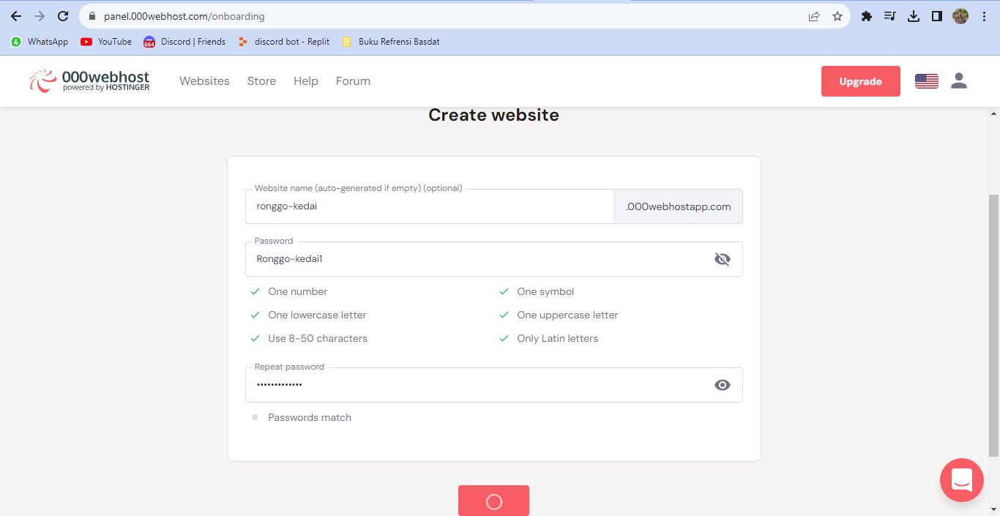 panel.000webhost.com/onboarding
4 WhatsApp YouTube 664 Discord | Friends discord bot - Replit Buku Refrensi Basdat
000webhost
powered by HOSTINGER
Websites Store Help Forum Upgrade
Create website
Website name (auto-generated if empty) (optional)
ronggo-kedai .000webhostapp.com
Password
Ronggo-kedai1
One number One symbol
One lowercase letter One uppercase letter
Use 8-50 characters Only Latin letters
Repeat password
•••••••••••••
Passwords match